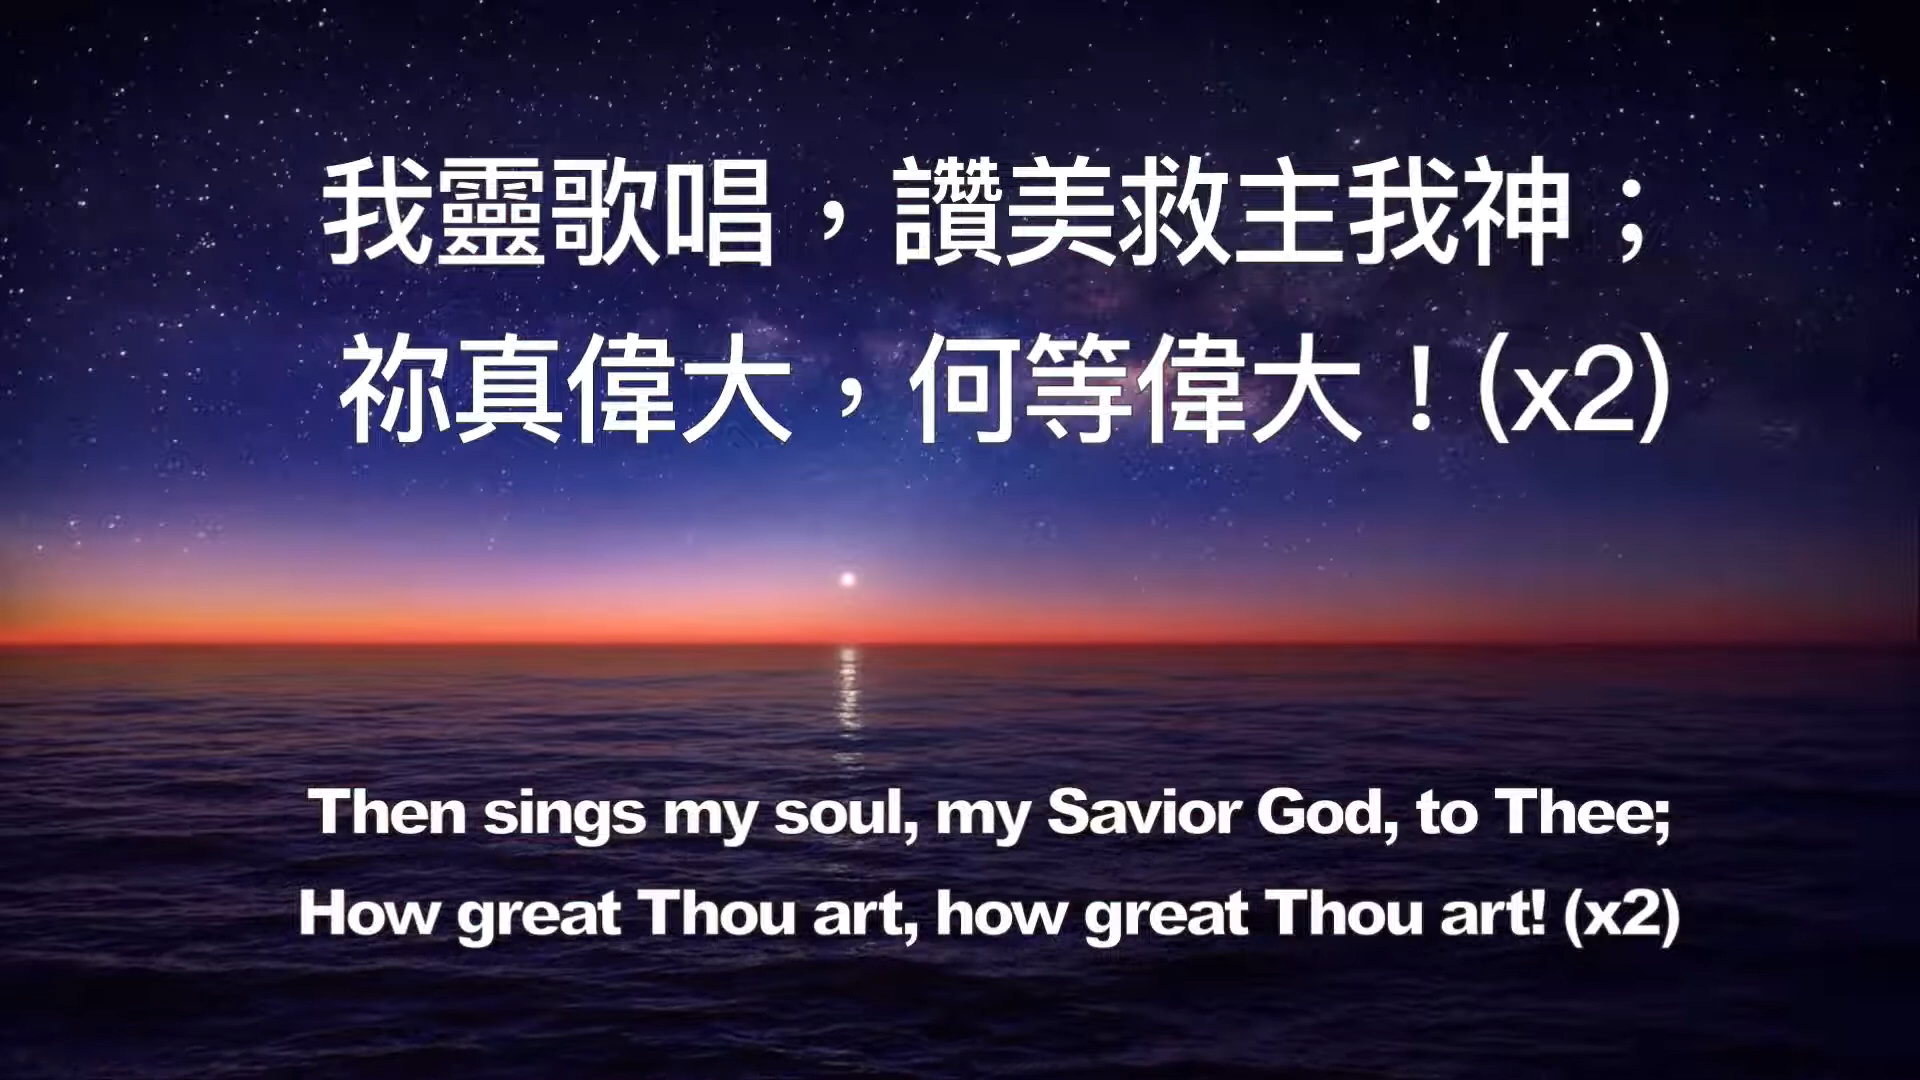 我靈歌唱，讚美救主我神；
祢真偉大，何等偉大！(x2)
Then sings my soul, my Savior God, to Thee;
How great Thou art, how great Thou art! (x2)